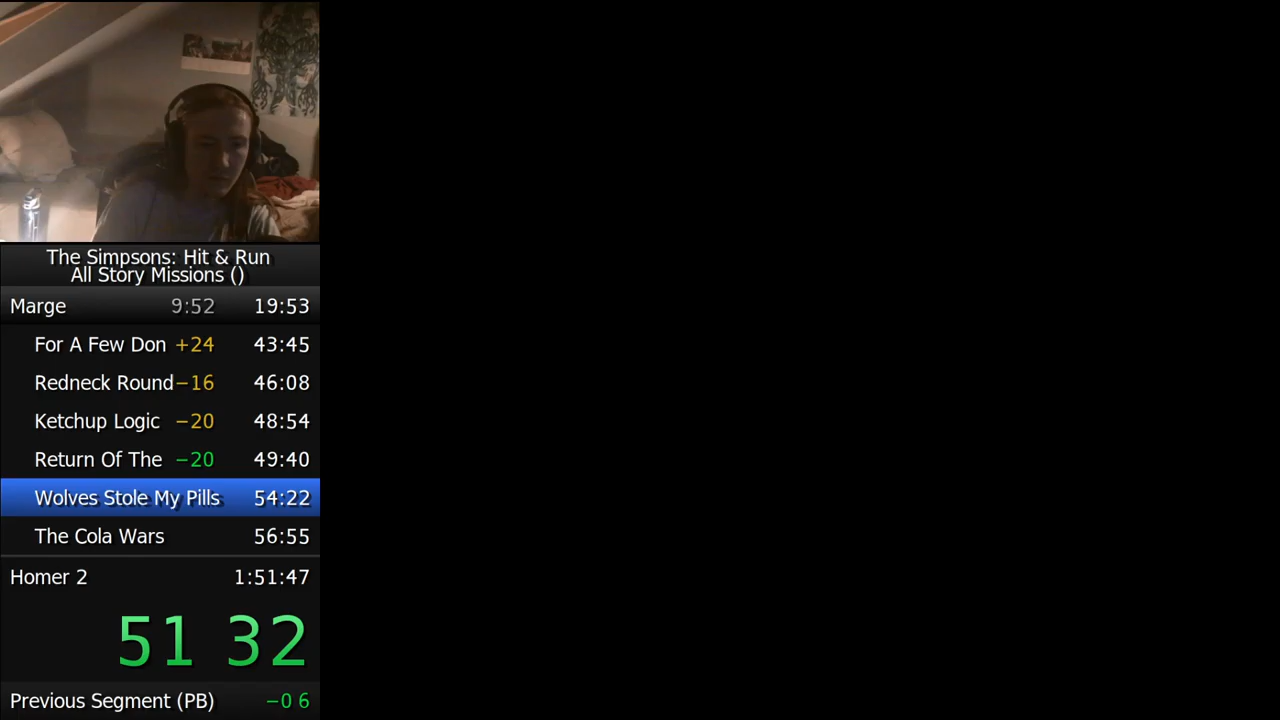 The Simpsons: Hit & Run
All Story Missions ()
Marge 9:52 19:53
For A Few Don +24 43:45
Redneck Round −16 46:08
Ketchup Logic −20 48:54
Return Of The −20 49:40
Wolves Stole My Pills 54:22
The Cola Wars 56:55
Homer 2 1:51:47
51 32
Previous Segment (PB) −0 6